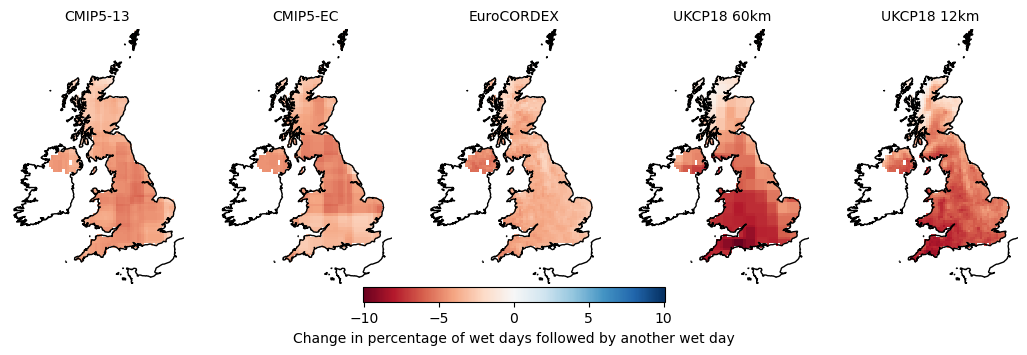 CMIP5-13 CMIP5-EC EuroCORDEX UKCP18 60km UKCP18 12km
−10 −5 0 5 10
Change in percentage of wet days followed by another wet day